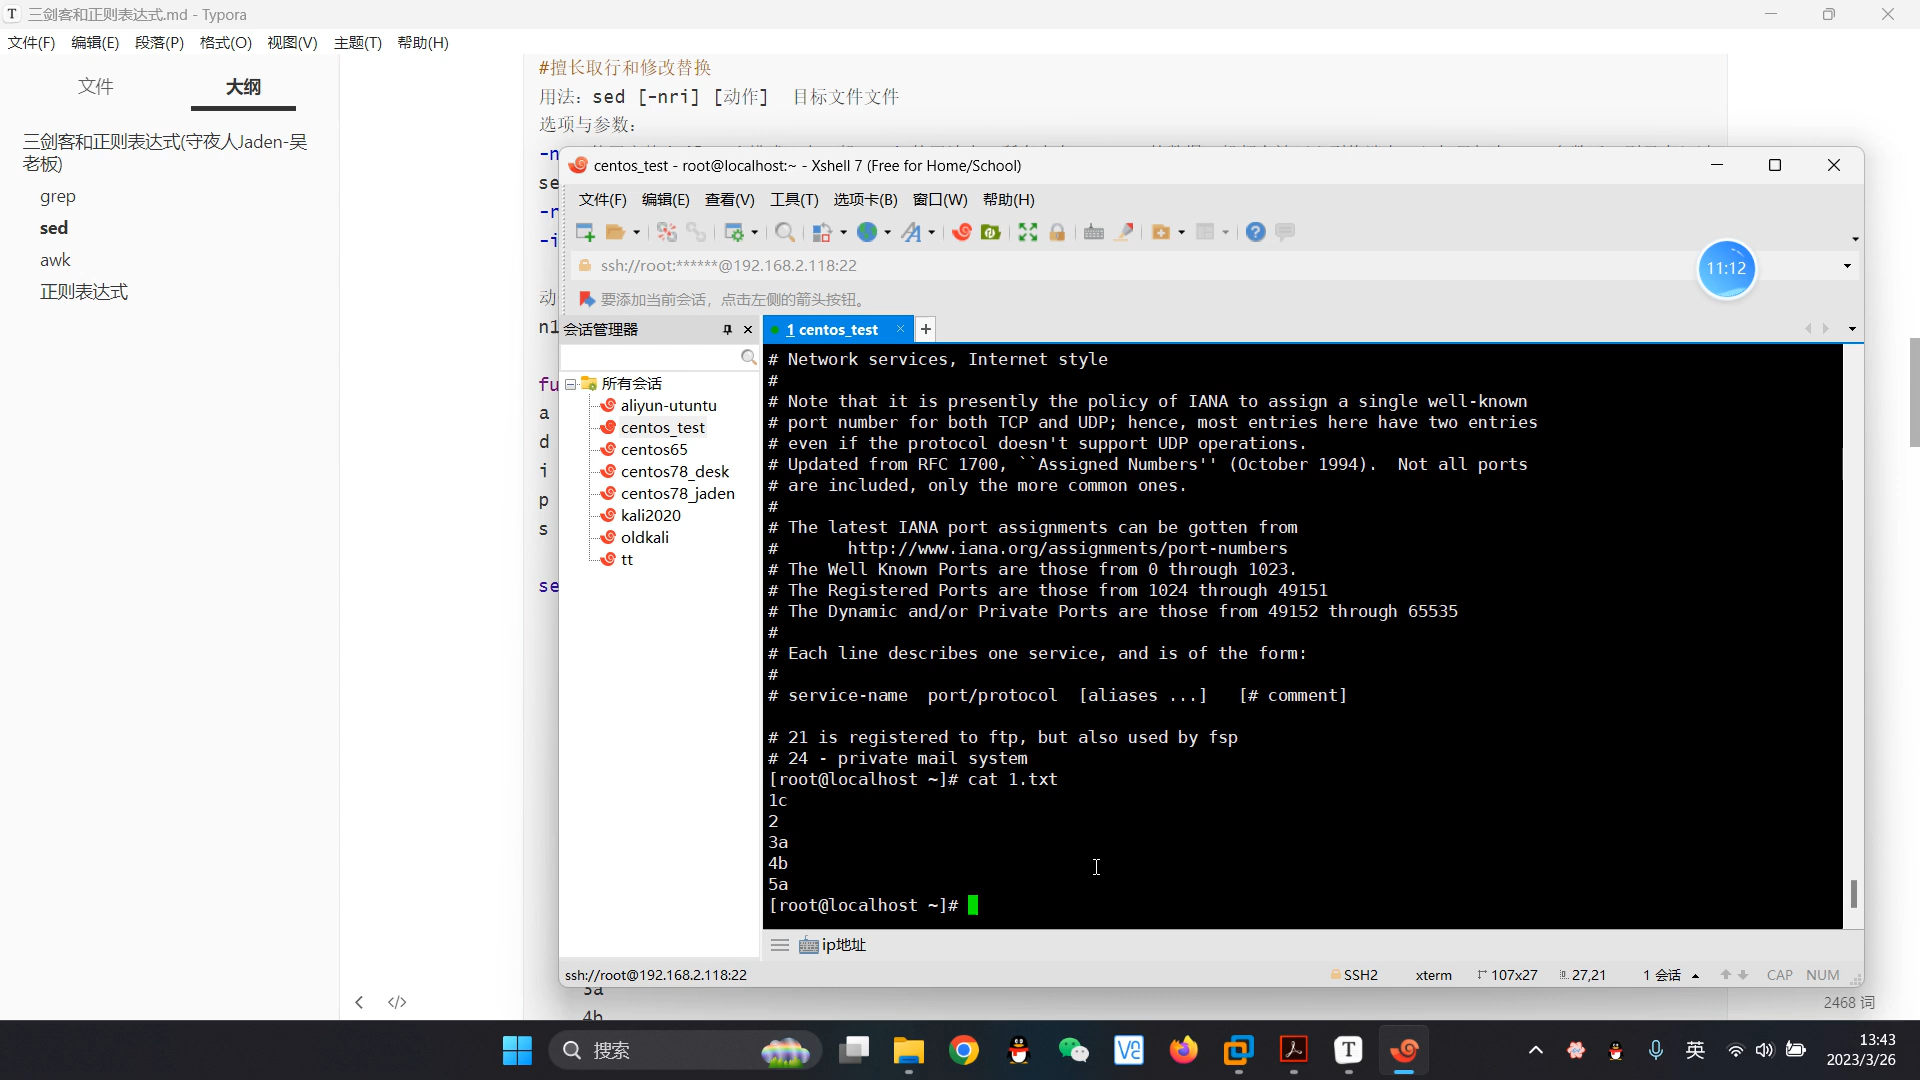 三剑客和正则表达式.md - Typora
文件(F) 编辑(E) 段落(P) 格式(O) 视图(V) 主题(T) 帮助(H)
文件 大纲
三剑客和正则表达式(守夜人Jaden-吴
老板)
grep
sed
awk
正则表达式
#擅长取行和修改替换
用法：sed [-nri] [动作] 目标文件文件
选项与参数：
-n
se
-n
-i
动
n1
fu
a
d
i
p
s
se
3a
4b
2468 词
centos_test - root@localhost:~ - Xshell 7 (Free for Home/School)
文件(F) 编辑(E) 查看(V) 工具(T) 选项卡(B) 窗口(W) 帮助(H)
ssh://root:******@192.168.2.118:22
11:12
要添加当前会话，点击左侧的箭头按钮。
会话管理器
1 centos_test
所有会话
aliyun-ututntu
centos_test
centos65
centos78_desk
centos78_jaden
kali2020
oldkali
tt
# Network services, Internet style
#
# Note that it is presently the policy of IANA to assign a single well-known
# port number for both TCP and UDP; hence, most entries here have two entries
# even if the protocol doesn't support UDP operations.
# Updated from RFC 1700, ``Assigned Numbers'' (October 1994).  Not all ports
# are included, only the more common ones.
#
# The latest IANA port assignments can be gotten from
#       http://www.iana.org/assignments/port-numbers
# The Well Known Ports are those from 0 through 1023.
# The Registered Ports are those from 1024 through 49151
# The Dynamic and/or Private Ports are those from 49152 through 65535
#
# Each line describes one service, and is of the form:
#
# service-name  port/protocol  [aliases ...]   [# comment]
# 21 is registered to ftp, but also used by fsp
# 24 - private mail system
[root@localhost ~]# cat 1.txt
1c
2
3a
4b
5a
[root@localhost ~]#
ip地址
ssh://root@192.168.2.118:22 SSH2 xterm 107x27 27,21 1 会话 CAP NUM
搜索
英
13:43
2023/3/26